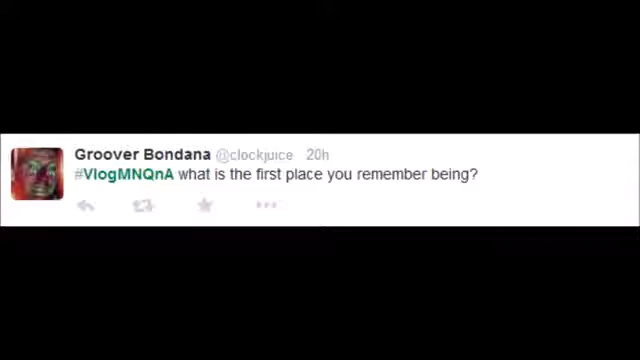 Groover Bondana @clockjuice 20h
#VlogMNQnA what is the first place you remember being?